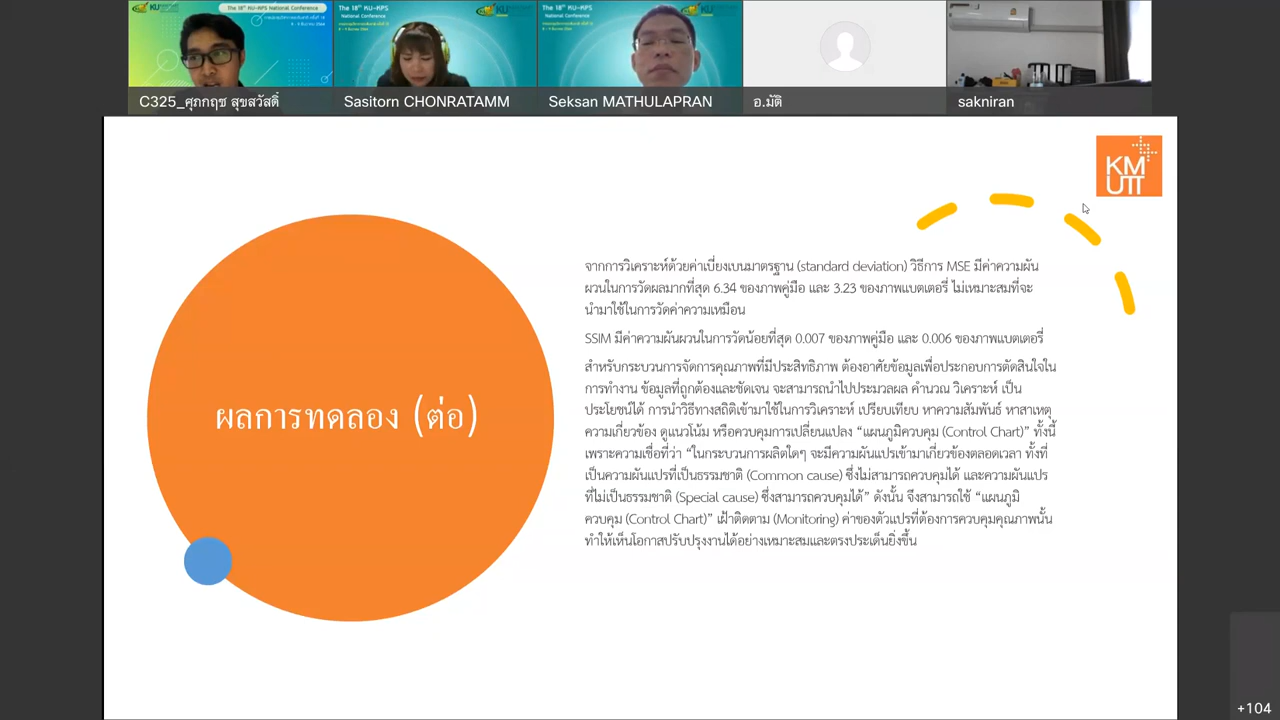 The 18th KU-KPS National Conference
The 18th KU-KPS
National Conference
The 18th KU-KPS
National Conference
C325_ศุภกฤช สุขสวัสดิ์
Sasitorn CHONRATAMM
Seksan MATHULAPRAN
อ.มัติ
sakniran
KM
UTT
ผลการทดลอง (ต่อ)
จากการวิเคราะห์ด้วยค่าเบี่ยงเบนมาตรฐาน (standard deviation) วิธีการ MSE มีค่าความผัน
ผวนในการวัดผลมากที่สุด 6.34 ของภาพคู่มือ และ 3.23 ของภาพแบตเตอรี่ ไม่เหมาะสมที่จะ
นำมาใช้ในการวัดค่าความเหมือน
SSIM มีค่าความผันผวนในการวัดน้อยที่สุด 0.007 ของภาพคู่มือ และ 0.006 ของภาพแบตเตอรี่
สำหรับกระบวนการจัดการคุณภาพที่มีประสิทธิภาพ ต้องอาศัยข้อมูลเพื่อประกอบการตัดสินใจใน
การทำงาน ข้อมูลที่ถูกต้องและชัดเจน จะสามารถนำไปประมวลผล คำนวณ วิเคราะห์ เป็น
ประโยชน์ได้ การนำวิธีทางสถิติเข้ามาใช้ในการวิเคราะห์ เปรียบเทียบ หาความสัมพันธ์ หาสาเหตุ
ความเกี่ยวข้อง ดูแนวโน้ม หรือควบคุมการเปลี่ยนแปลง “แผนภูมิควบคุม (Control Chart)” ทั้งนี้
เพราะความเชื่อที่ว่า “ในกระบวนการผลิตใดๆ จะมีความผันแปรเข้ามาเกี่ยวข้องตลอดเวลา ทั้งที่
เป็นความผันแปรที่เป็นธรรมชาติ (Common cause) ซึ่งไม่สามารถควบคุมได้ และความผันแปร
ที่ไม่เป็นธรรมชาติ (Special cause) ซึ่งสามารถควบคุมได้” ดังนั้น จึงสามารถใช้ “แผนภูมิ
ควบคุม (Control Chart)” เฝ้าติดตาม (Monitoring) ค่าของตัวแปรที่ต้องการควบคุมคุณภาพนั้น
ทำให้เห็นโอกาสปรับปรุงงานได้อย่างเหมาะสมและตรงประเด็นยิ่งขึ้น
+104